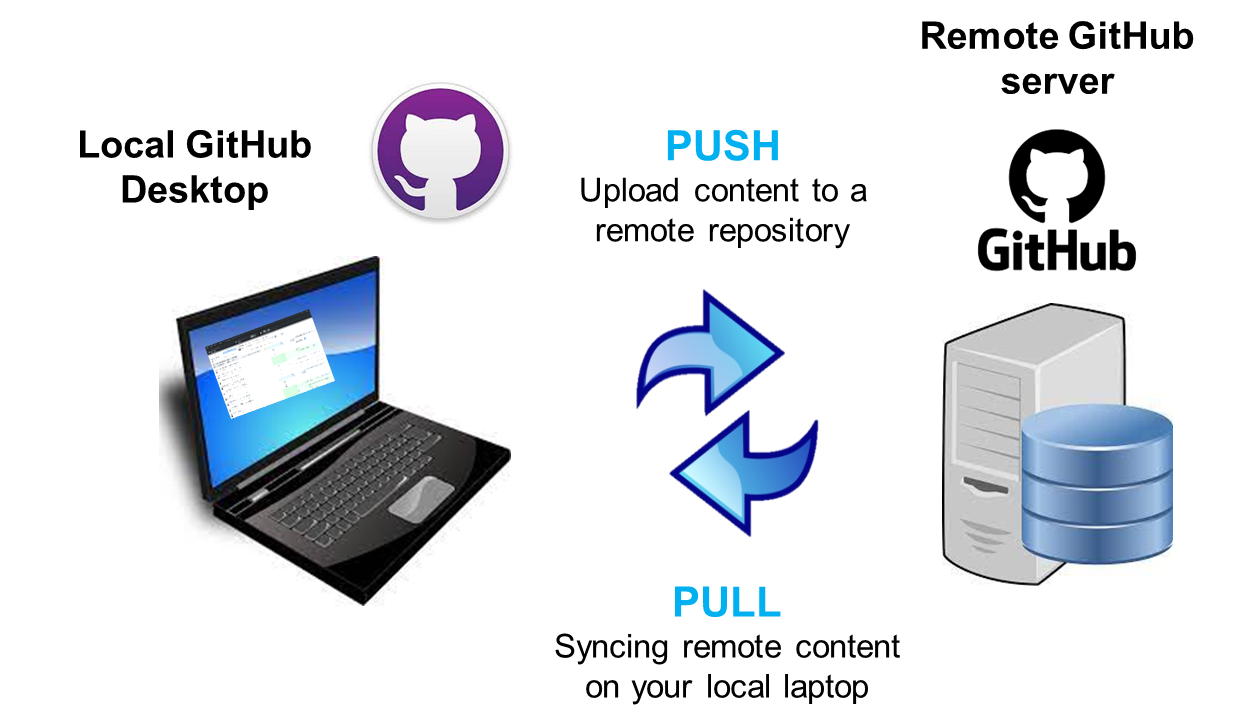 Remote GitHub
server
Local GitHub
Desktop
PUSH
Upload content to a
remote repository
GitHub
PULL
Syncing remote content
on your local laptop